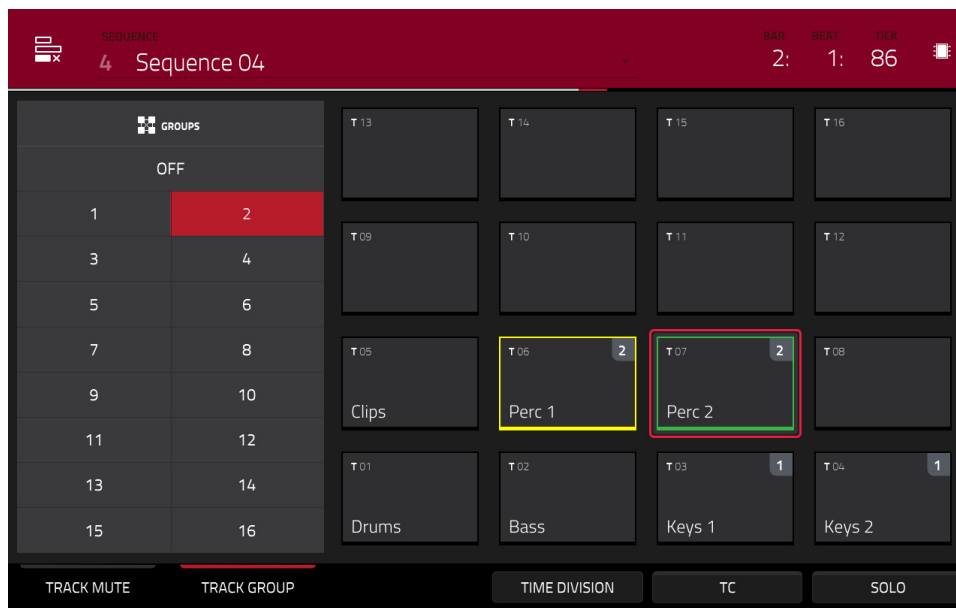 SEQUENCE
BAR BEAT TICK
4 Sequence 04
2: 1: 86
GROUPS
OFF
1 2
3 4
5 6
7 8
9 10
11 12
13 14
15 16
T 13
T 14
T 15
T 16
T 09
T 10
T 11
T 12
T 05
Clips
T 06 2
Perc 1
T 07 2
Perc 2
T 08
T 01
Drums
T 02
Bass
T 03 1
Keys 1
T 04 1
Keys 2
TRACK MUTE
TRACK GROUP
TIME DIVISION
TC
SOLO